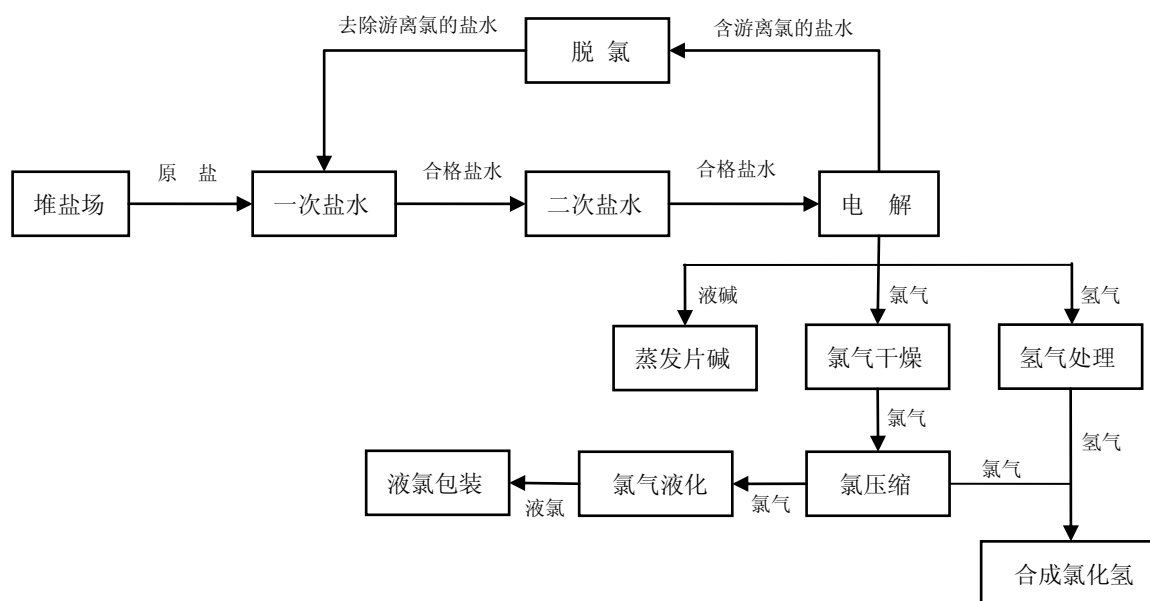 去除游离氯的盐水
脱 氯
含游离氯的盐水
堆盐场
原 盐
一次盐水
合格盐水
二次盐水
合格盐水
电 解
液碱
氯气
氢气
蒸发片碱
氯气干燥
氢气处理
氯气
氢气
液氯包装
液氯
氯气液化
氯气
氯压缩
氯气
合成氯化氢